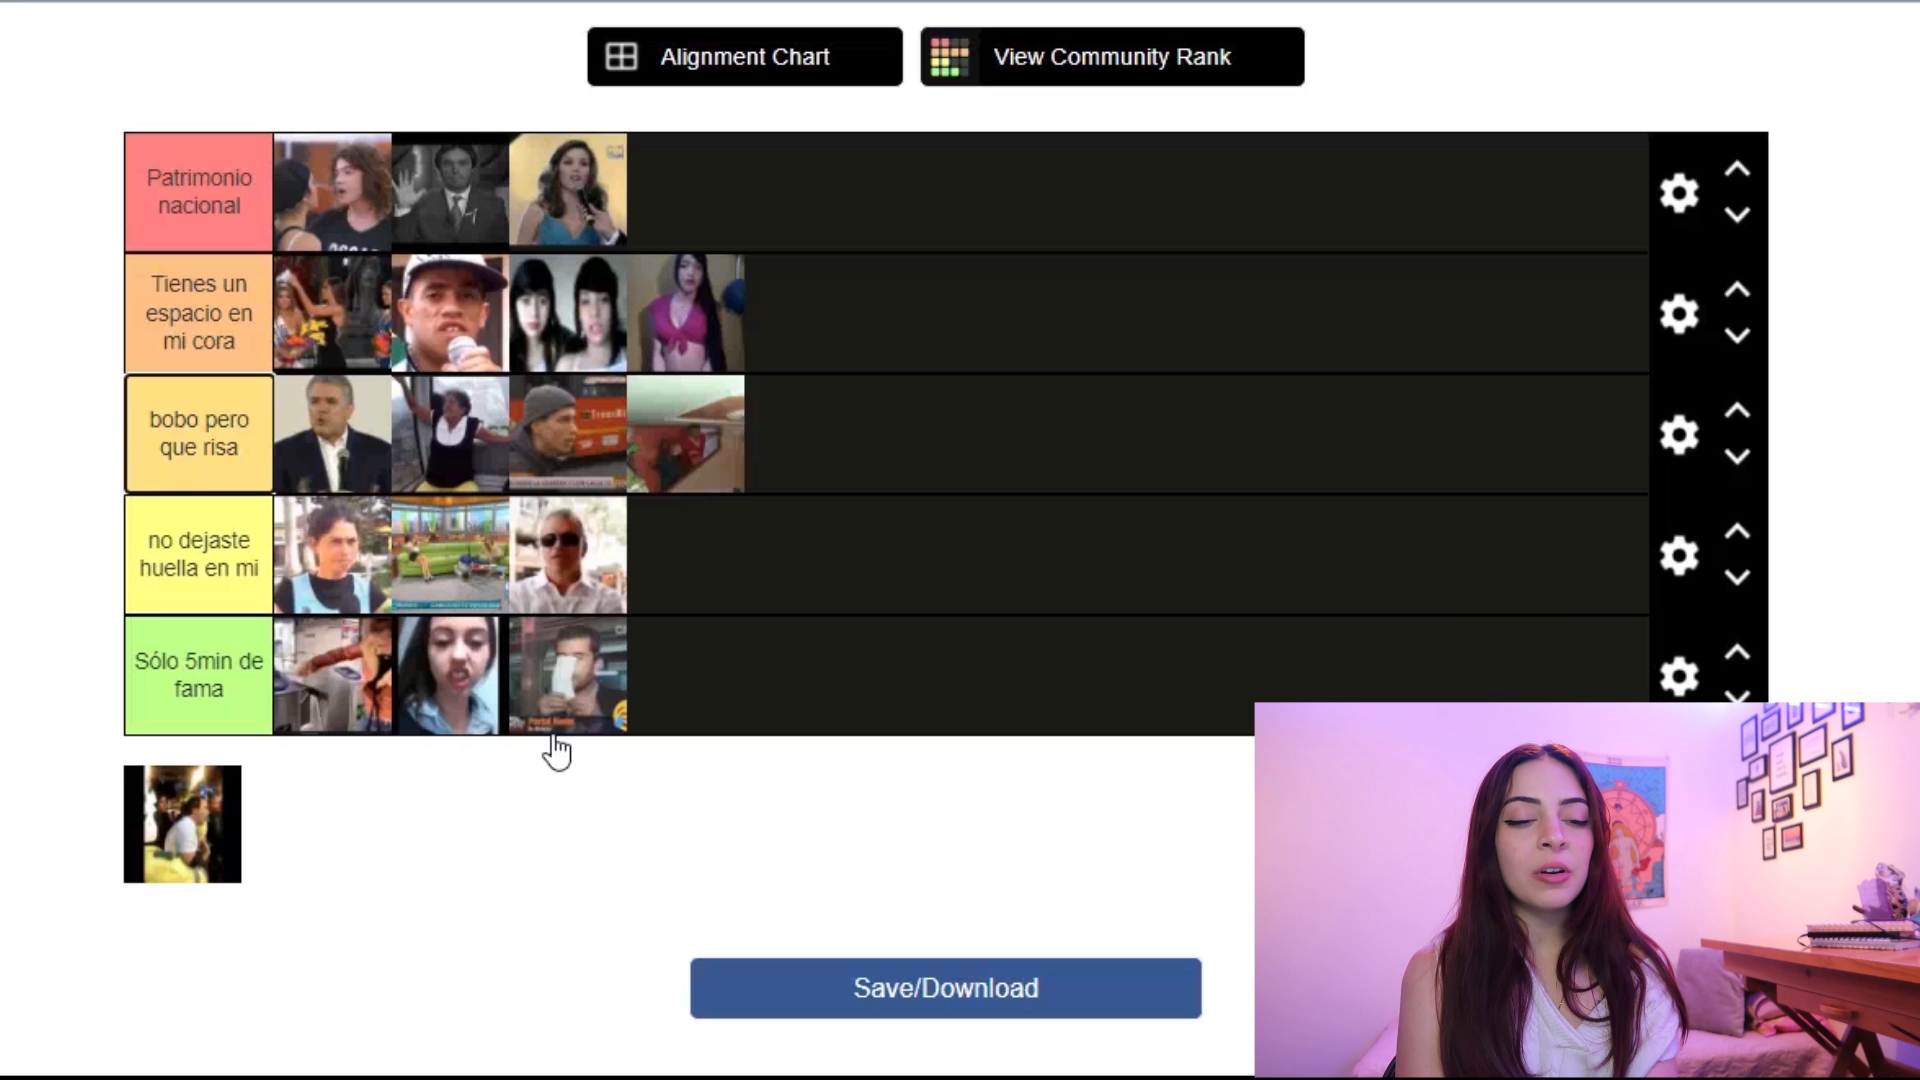 Alignment Chart
View Community Rank
Patrimonio
nacional
Tienes un
espacio en
mi cora
bobo pero
que risa
no dejaste
huella en mi
Sólo 5min de
fama
Save/Download